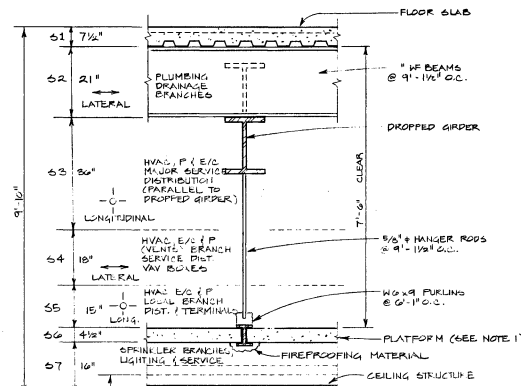 FLOOR SLAB
S1 7½"
S2 21"
LATERAL
PLUMBING
DRAINAGE
BRANCHES
" WF BEAMS
@ 9'-1½" O.C.
DROPPED GIRDER
9'-10"
S3 36"
LONGITUDINAL
HVAC, P & E/C
MAJOR SERVICE
DISTRIBUTION
(PARALLEL TO
DROPPED GIRDER)
7'-6" CLEAR
S4 18"
LATERAL
HVAC, E/C & P
(VENTS) BRANCH
SERVICE DIST.
VAV BOXES
5/8" ϕ HANGER RODS
@ 9'-1½" O.C.
S5 15"
LONG.
HVAC, E/C & P
LOCAL BRANCH
DIST. & TERMINALS
W6x9 PURLINS
@ 6'-1" O.C.
S6 4½"
PLATFORM (SEE NOTE 1)
S7 16"
SPRINKLER BRANCHES,
LIGHTING & SERVICE
FIREPROOFING MATERIAL
CEILING STRUCTURE